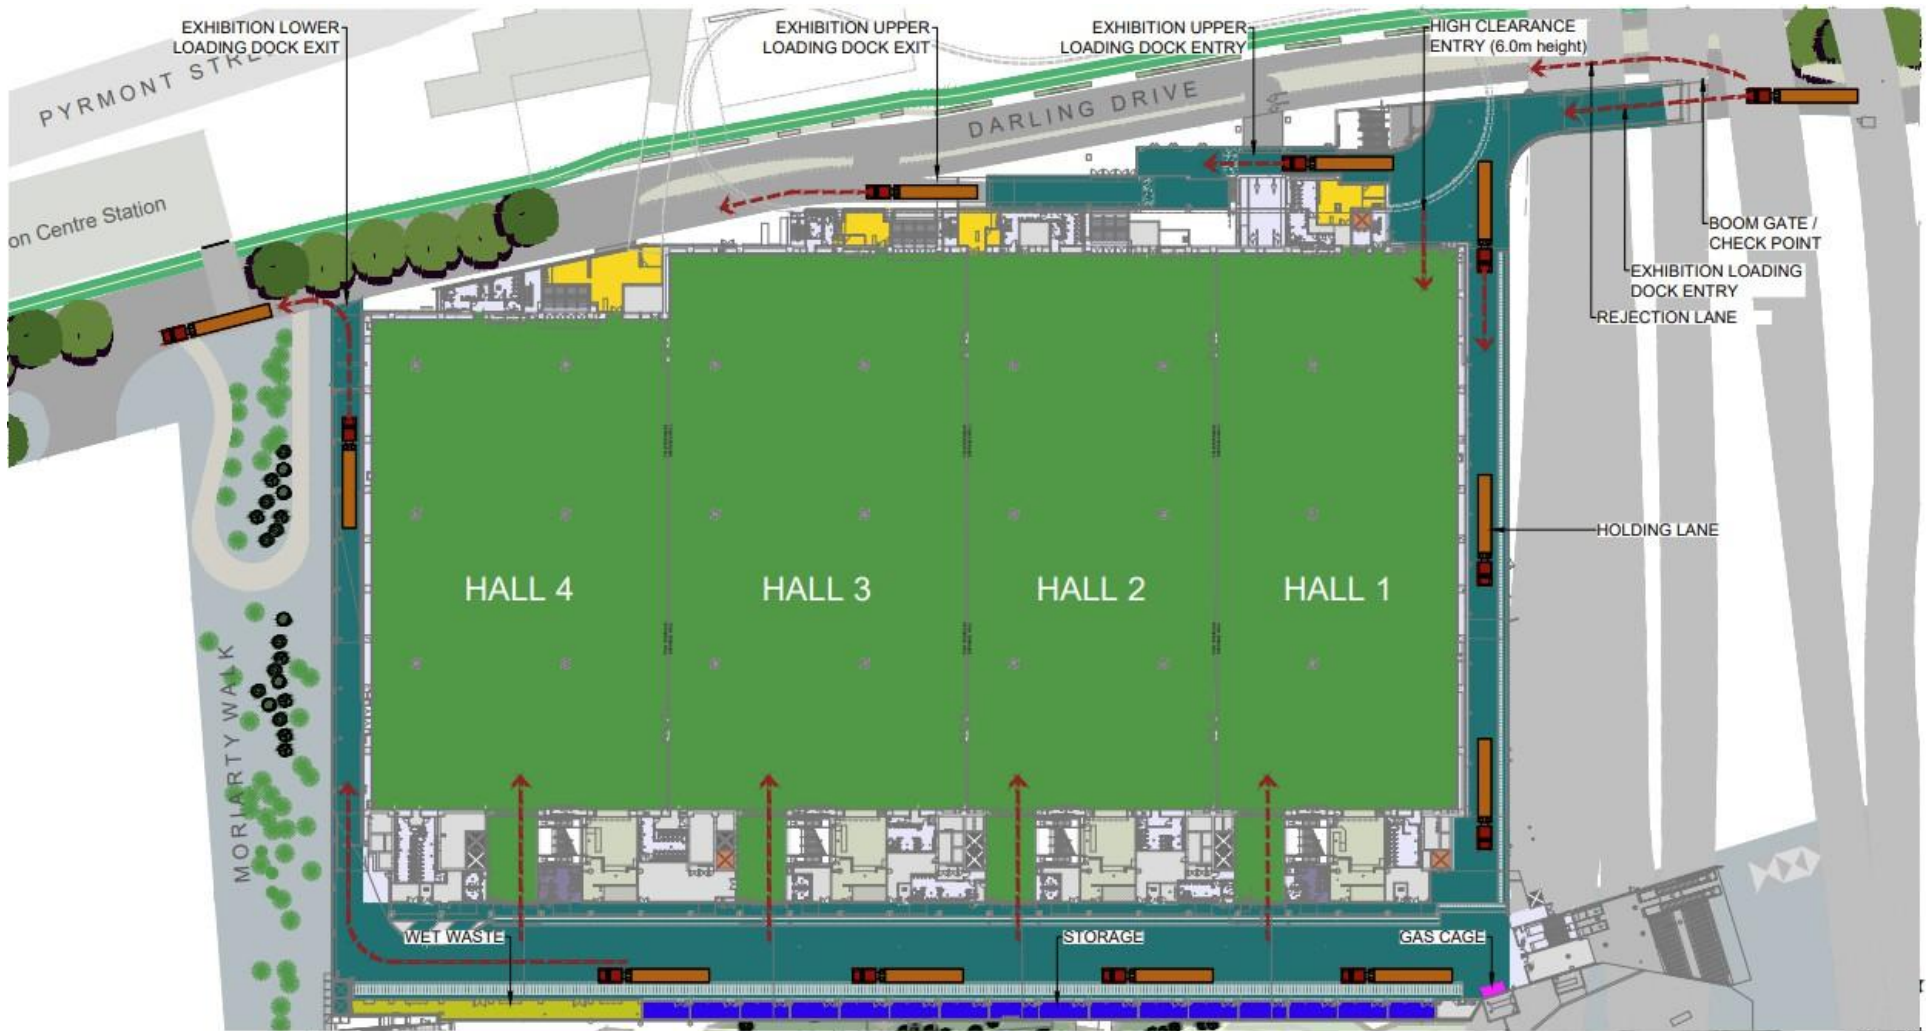 EXHIBITION LOWER
LOADING DOCK EXIT
EXHIBITION UPPER
LOADING DOCK EXIT
EXHIBITION UPPER
LOADING DOCK ENTRY
HIGH CLEARANCE
ENTRY (6.0m height)
PYRMONT STRE
DARLING DRIVE
on Centre Station
BOOM GATE /
CHECK POINT
EXHIBITION LOADING
DOCK ENTRY
REJECTION LANE
HOLDING LANE
HALL 4
HALL 3
HALL 2
HALL 1
MORIARTY WALK
WET WASTE
STORAGE
GAS CAGE